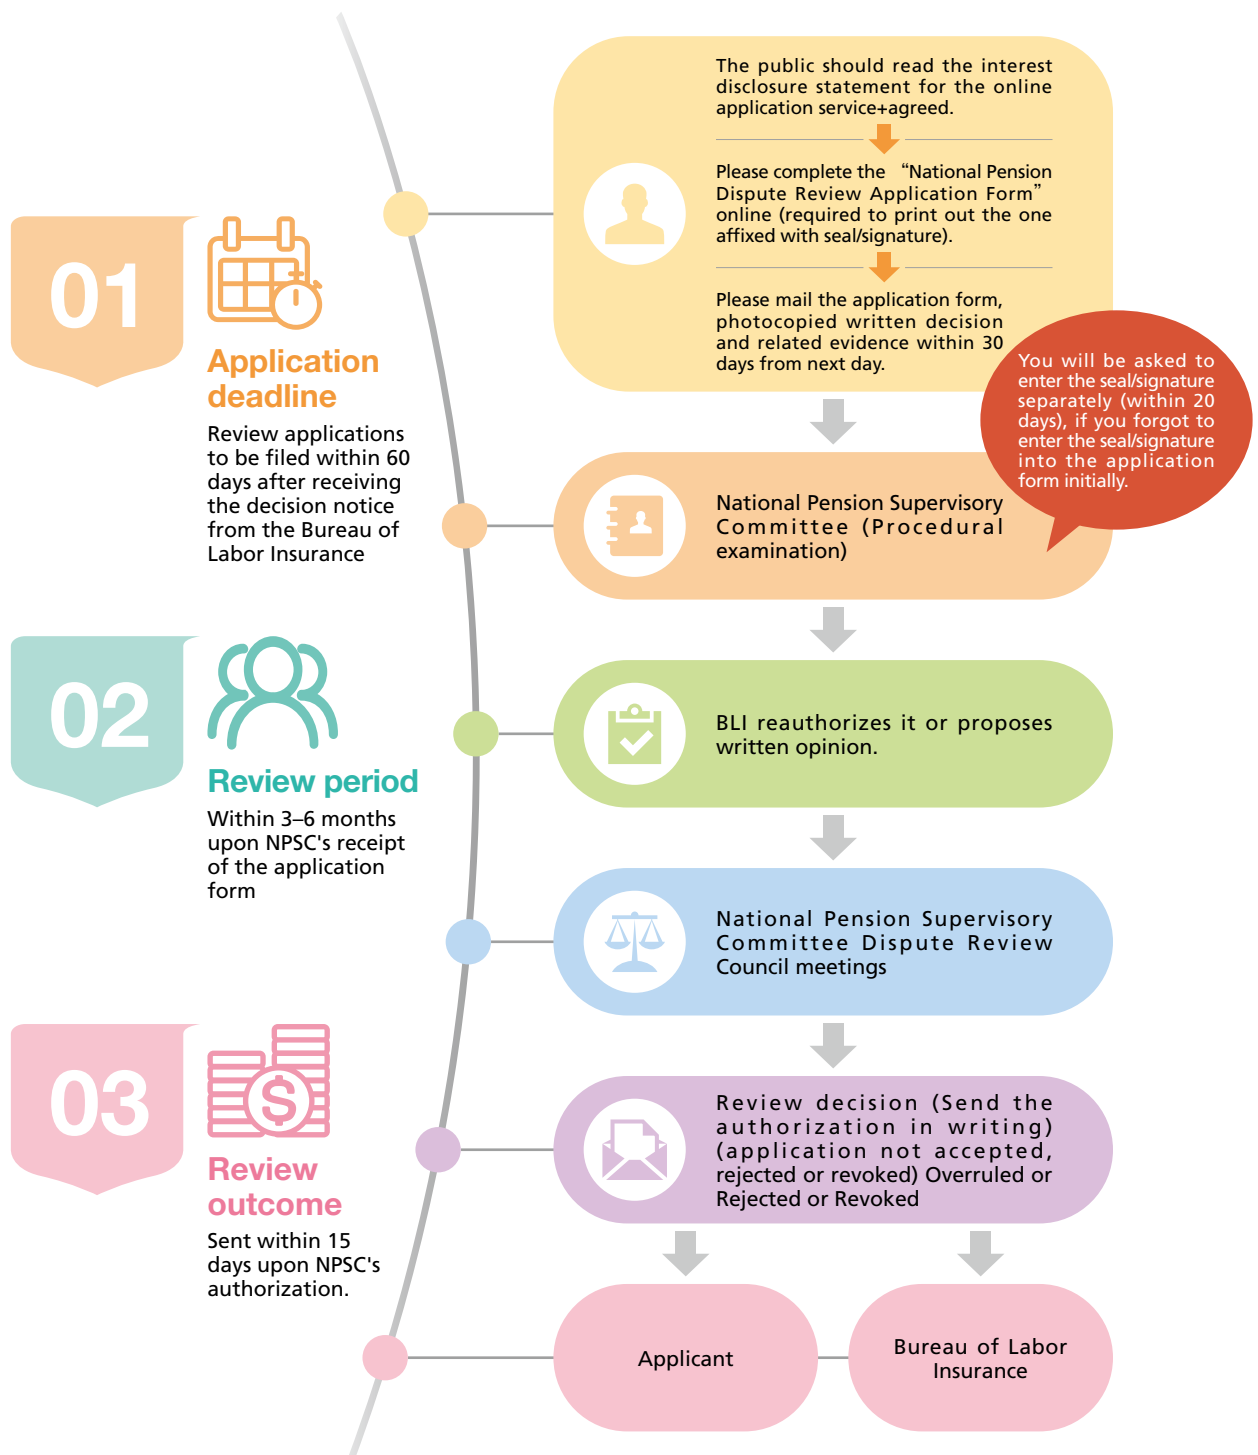 The public should read the interest
disclosure statement for the online
application service+agreed.
Please complete the “National Pension
Dispute Review Application Form”
online (required to print out the one
affixed with seal/signature).
Please mail the application form,
photocopied written decision
and related evidence within 30
days from next day.
You will be asked to
enter the seal/signature
separately (within 20
days), if you forgot to
enter the seal/signature
into the application
form initially.
01
Application
deadline
Review applications
to be filed within 60
days after receiving
the decision notice
from the Bureau of
Labor Insurance
National Pension Supervisory
Committee (Procedural
examination)
02
Review period
Within 3–6 months
upon NPSC's receipt
of the application
form
BLI reauthorizes it or proposes
written opinion.
National Pension Supervisory
Committee Dispute Review
Council meetings
03
$
Review
outcome
Sent within 15
days upon NPSC's
authorization.
Review decision (Send the
authorization in writing)
(application not accepted,
rejected or revoked) Overruled or
Rejected or Revoked
Applicant
Bureau of Labor
Insurance